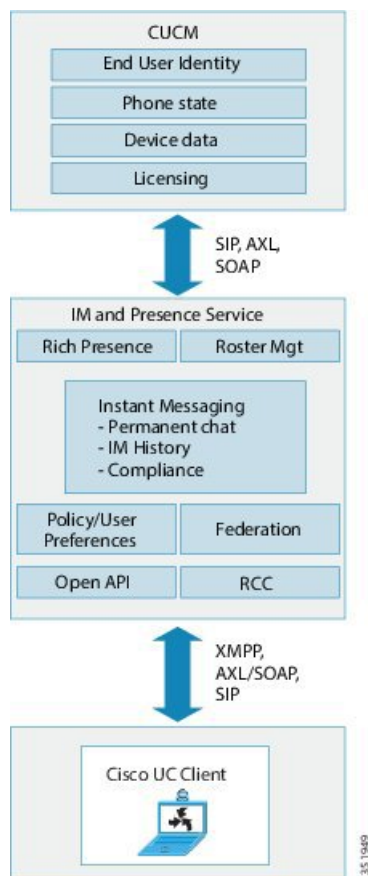 CUCM
End User Identity
Phone state
Device data
Licensing
SIP, AXL,
SOAP
IM and Presence Service
Rich Presence
Roster Mgt
Instant Messaging
- Permanent chat
- IM History
- Compliance
Policy/User
Preferences
Federation
Open API
RCC
XMPP,
AXL/SOAP,
SIP
Cisco UC Client
351949